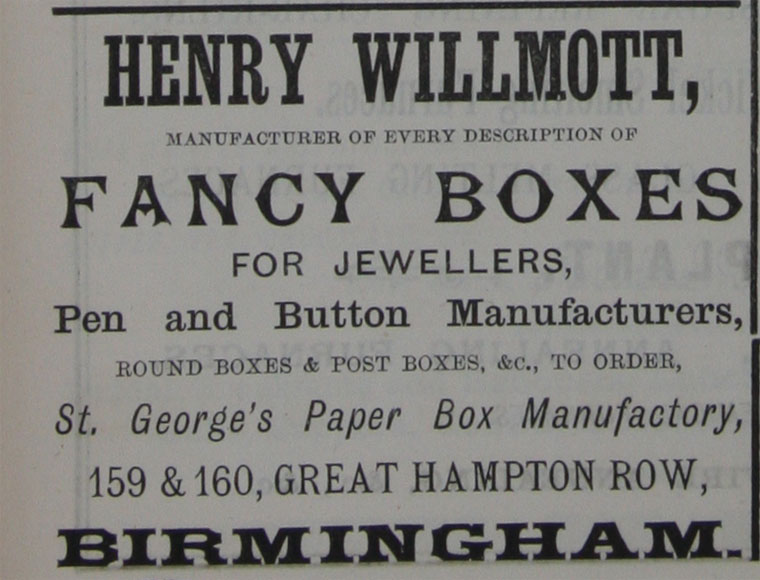 HENRY WILLMOTT,
MANUFACTURER OF EVERY DESCRIPTION OF
FANCY BOXES
FOR JEWELLERS,
Pen and Button Manufacturers,
ROUND BOXES & POST BOXES, &c., TO ORDER,
St. George's Paper Box Manufactory,
159 & 160, GREAT HAMPTON ROW,
BIRMINGHAM.